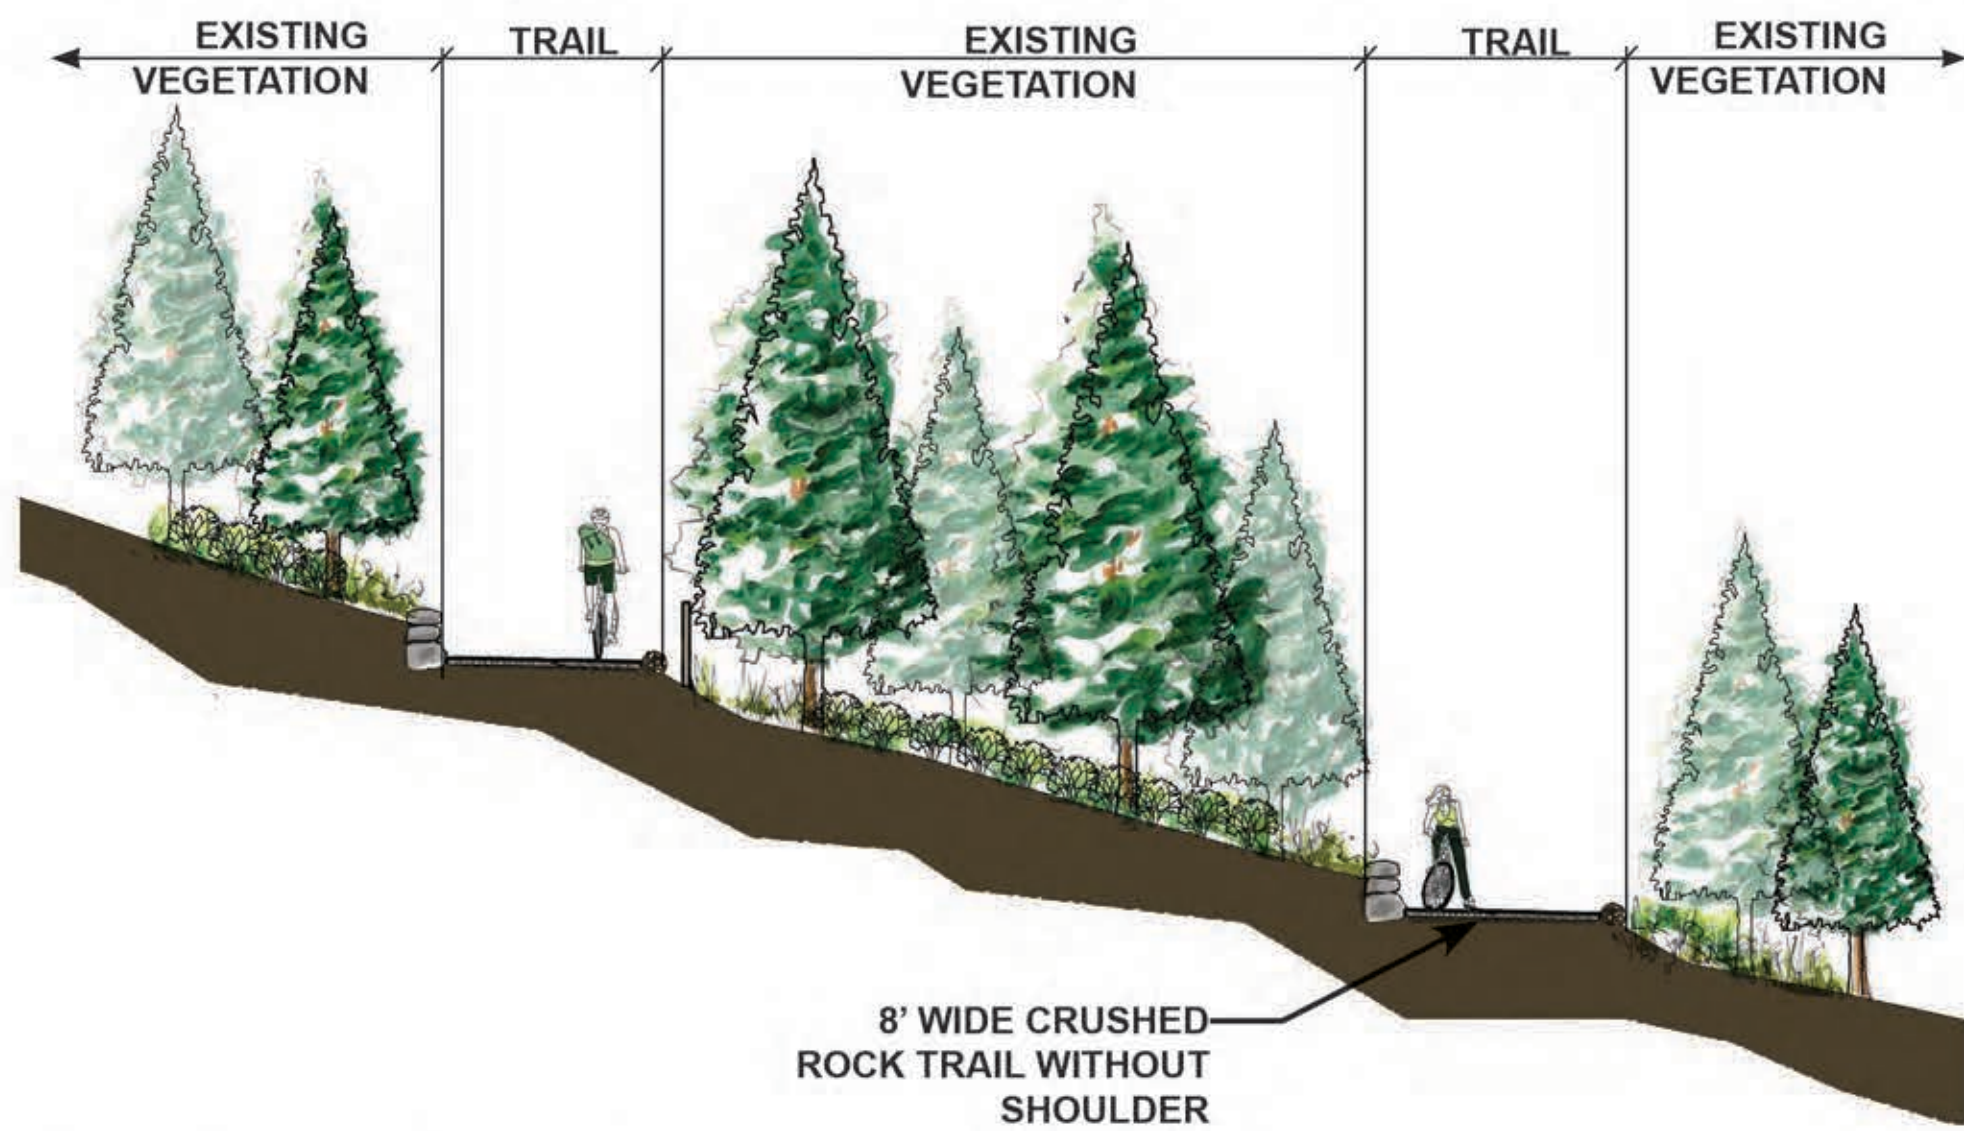 EXISTING
VEGETATION
TRAIL
EXISTING
VEGETATION
TRAIL
EXISTING
VEGETATION
8’ WIDE CRUSHED
ROCK TRAIL WITHOUT
SHOULDER